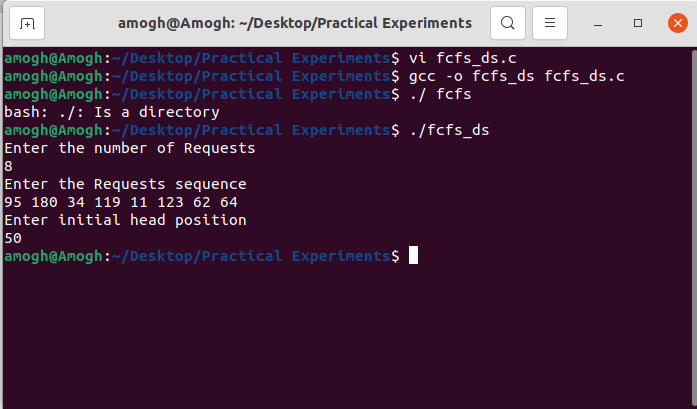 amogh@Amogh: ~/Desktop/Practical Experiments
amogh@Amogh:~/Desktop/Practical Experiments$ vi fcfs_ds.c
amogh@Amogh:~/Desktop/Practical Experiments$ gcc -o fcfs_ds fcfs_ds.c
amogh@Amogh:~/Desktop/Practical Experiments$ ./ fcfs
bash: ./: Is a directory
amogh@Amogh:~/Desktop/Practical Experiments$ ./fcfs_ds
Enter the number of Requests
8
Enter the Requests sequence
95 180 34 119 11 123 62 64
Enter initial head position
50
amogh@Amogh:~/Desktop/Practical Experiments$